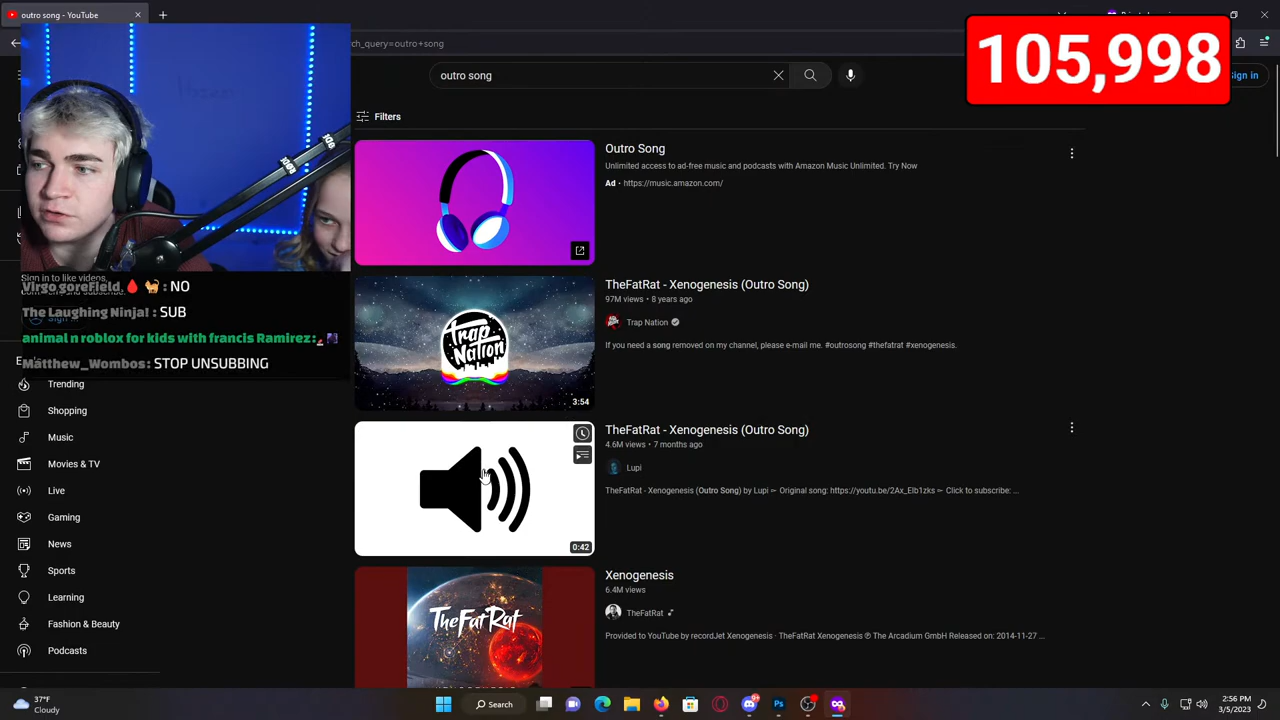 outro song - YouTube
ch_query=outro+song
105,998
outro song
Sign in
Filters
Outro Song
Unlimited access to ad-free music and podcasts with Amazon Music Unlimited. Try Now
Ad · https://music.amazon.com/
Sign in to like videos,
Virgo goreField 🩸 🐈 : NO
The Laughing Ninja! : SUB
animal n roblox for kids with francis Ramirez :
Matthew_Wombos : STOP UNSUBBING
TheFatRat - Xenogenesis (Outro Song)
97M views • 8 years ago
Trap Nation
If you need a song removed on my channel, please e-mail me. #outrosong #thefatrat #xenogenesis.
trap Nation
3:54
TheFatRat - Xenogenesis (Outro Song)
4.6M views • 7 months ago
Lupi
TheFatRat - Xenogenesis (Outro Song) by Lupi ➳ Original song: https://youtu.be/2Ax_Elb1zks ➳ Click to subscribe: ...
0:42
Xenogenesis
6.4M views
TheFatRat
Provided to YouTube by recordJet Xenogenesis · TheFatRat Xenogenesis ℗ The Arcadium GmbH Released on: 2014-11-27 ...
TheFatRat
Trending
Shopping
Music
Movies & TV
Live
Gaming
News
Sports
Learning
Fashion & Beauty
Podcasts
37°F
Cloudy
Search
2:56 PM
3/5/2023